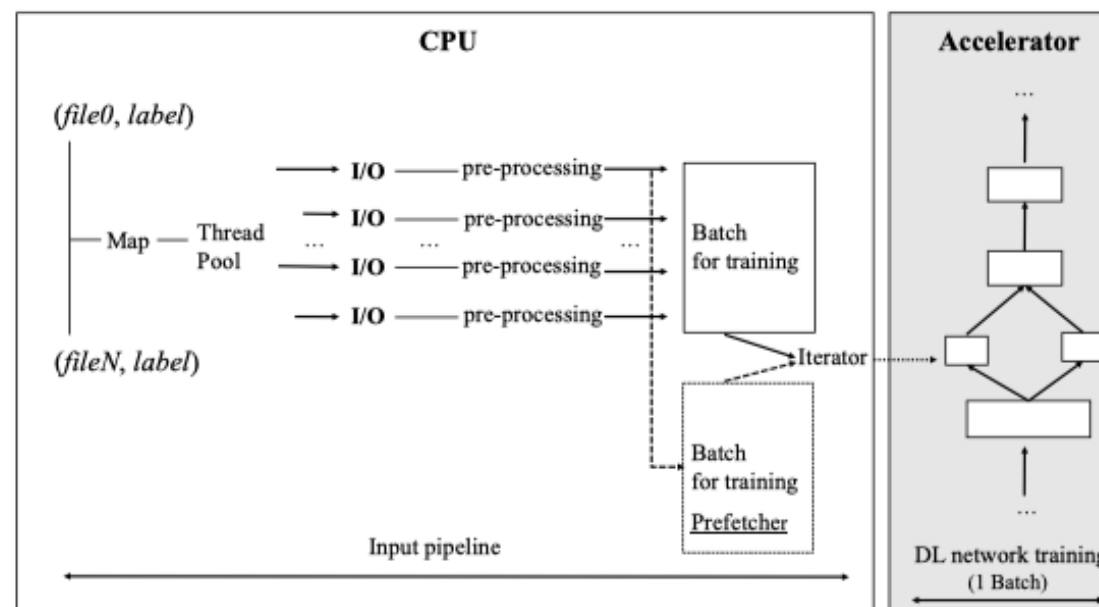 CPU
(file0, label)
Map
Thread
Pool
I/O
pre-processing
I/O
pre-processing
...
...
...
I/O
pre-processing
I/O
pre-processing
(fileN, label)
Batch
for training
Iterator
Batch
for training
Prefetcher
Input pipeline
Accelerator
...
...
DL network training
(1 Batch)